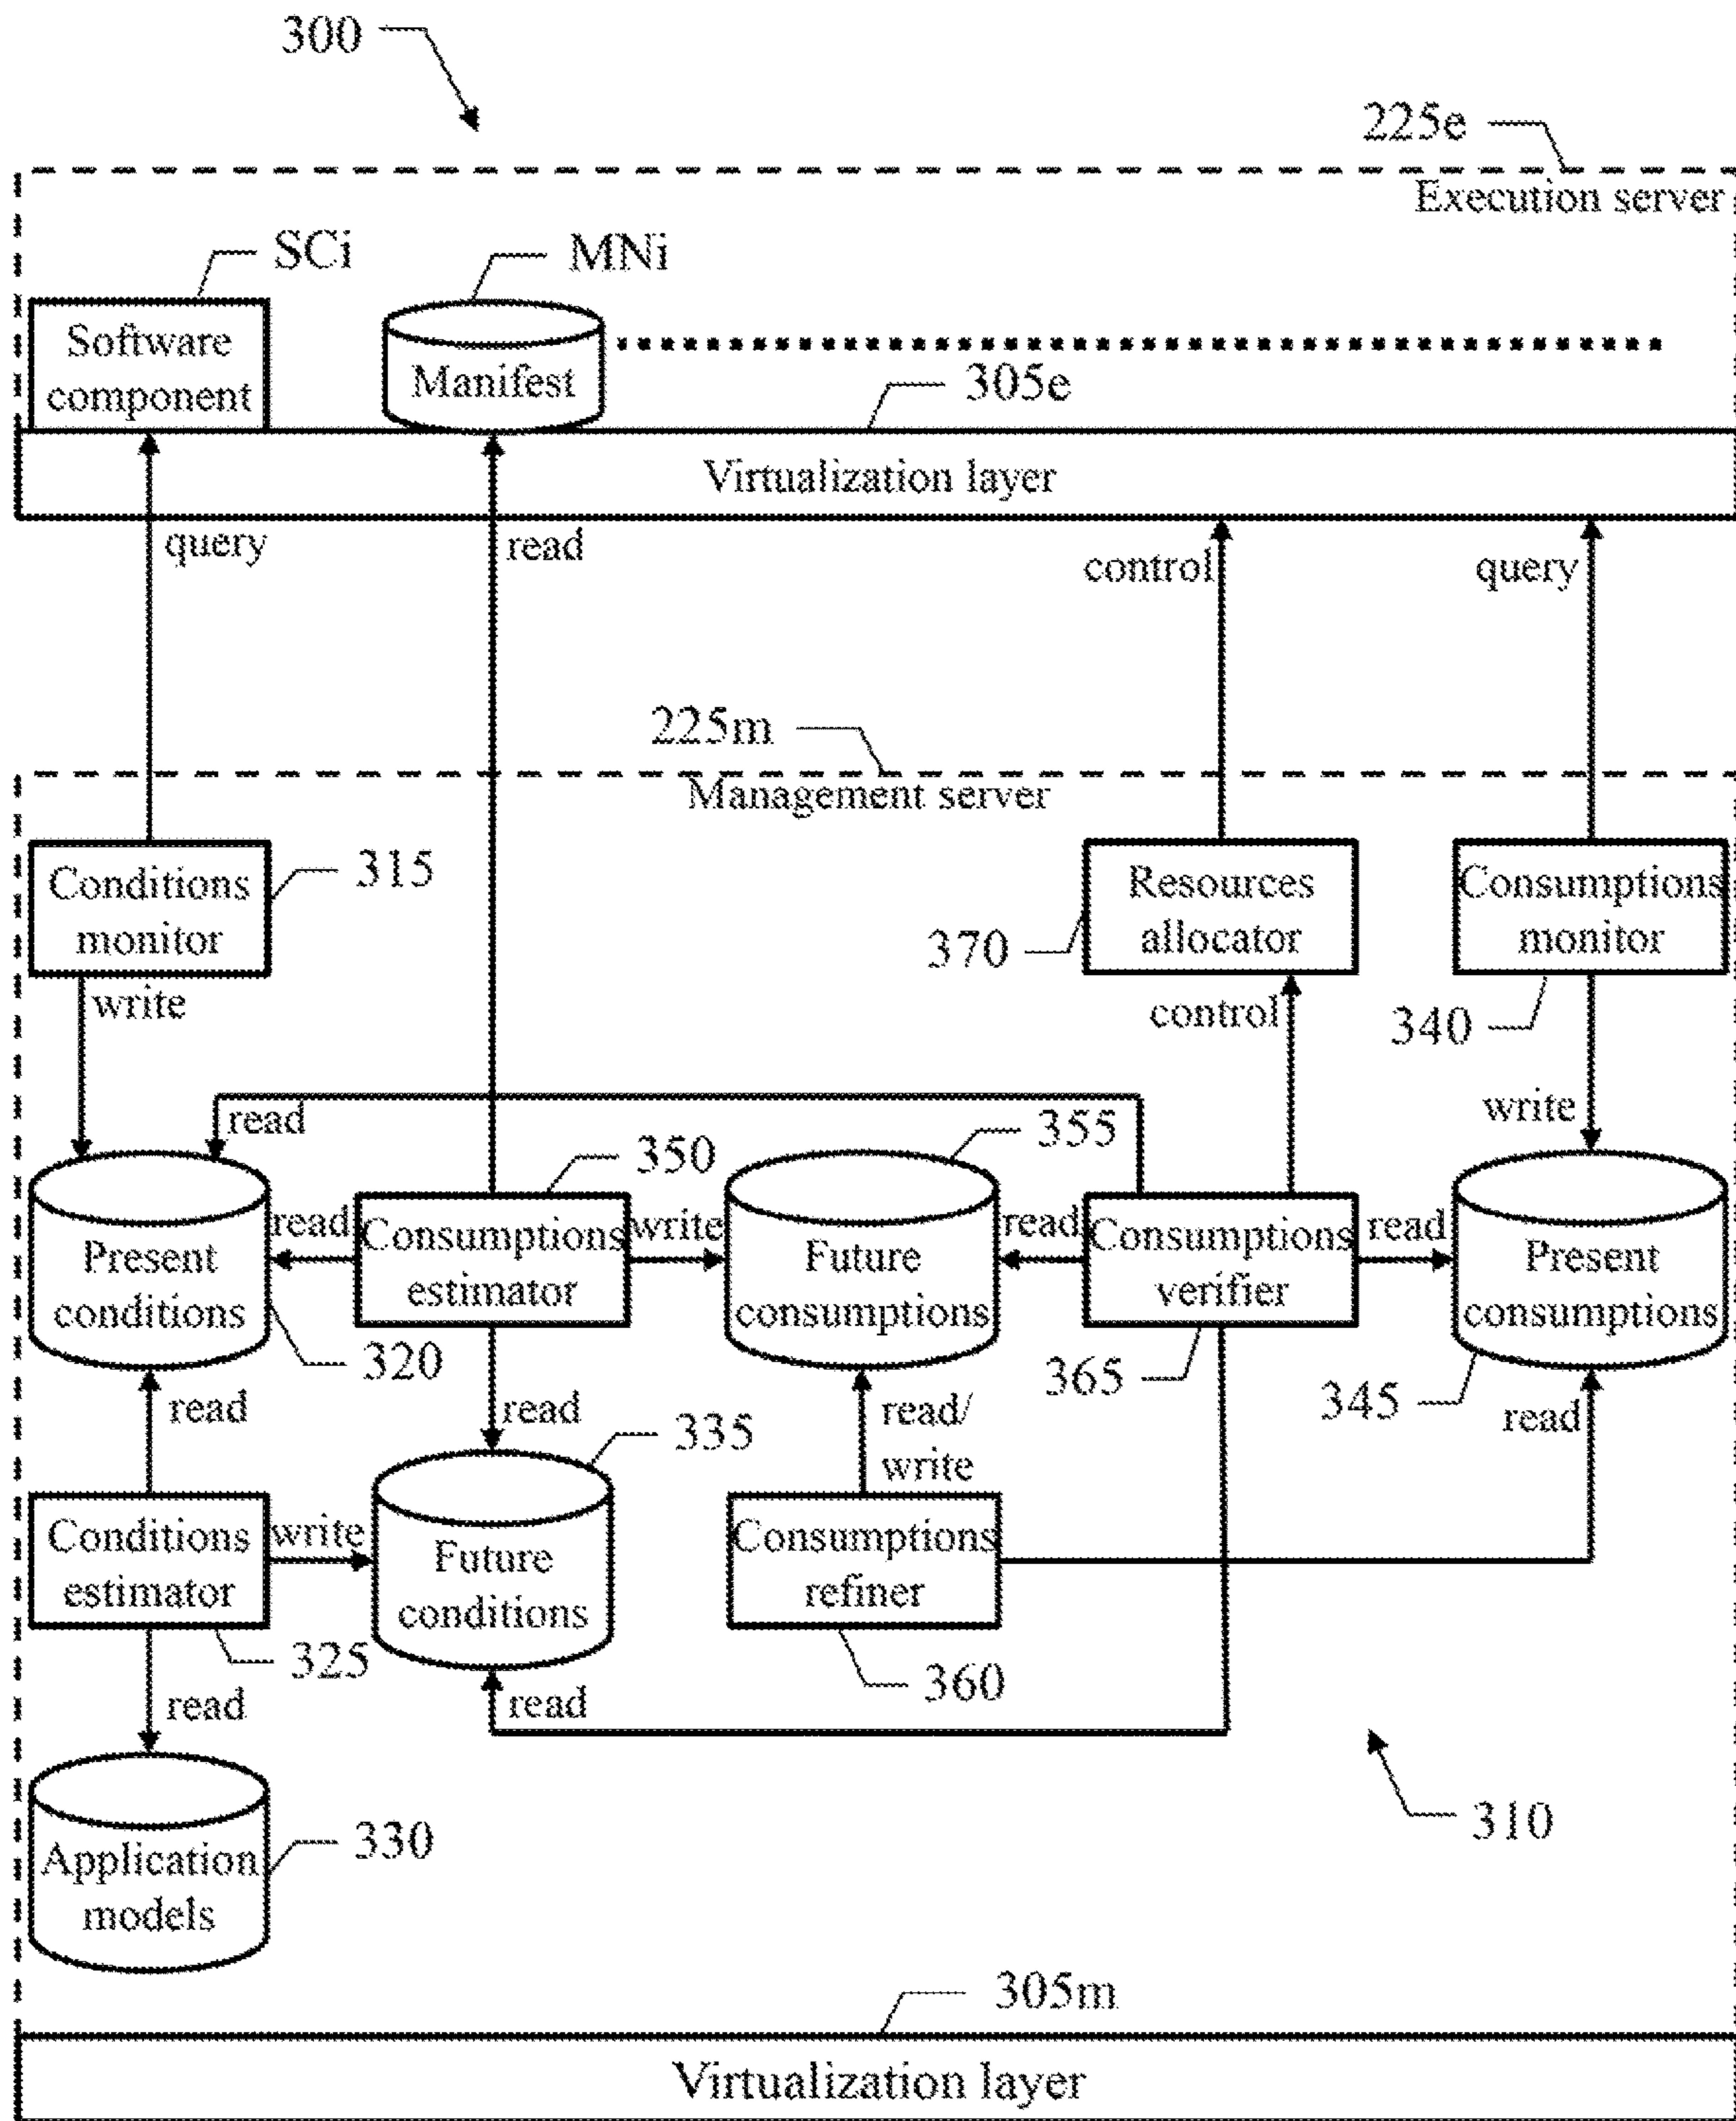 300
225e
Execution server
SCi
MNi
Software
component
Manifest
305e
Virtualization layer
query
read
control
query
225m
Management server
Conditions
monitor
315
Resources
allocator
370
Consumptions
monitor
340
write
control
write
read
355
350
Present
conditions
320
read
Consumptions
estimator
write
Future
consumptions
read
Consumptions
verifier
365
read
Present
consumptions
345
read
read
335
read/
write
read
Conditions
estimator
325
write
Future
conditions
Consumptions
refiner
360
read
read
310
Application
models
330
305m
Virtualization layer